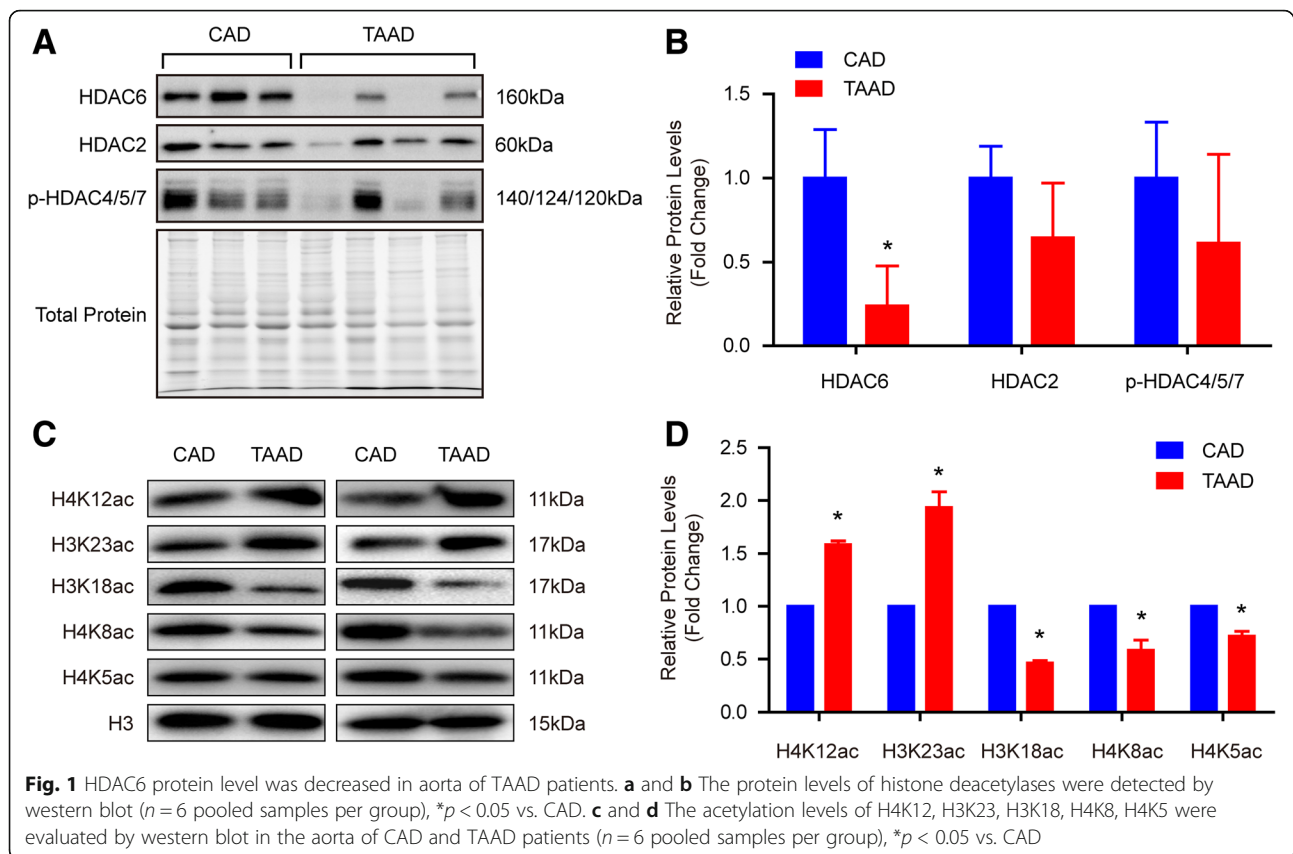 A
CAD TAAD
HDAC6 160kDa
HDAC2 60kDa
p-HDAC4/5/7 140/124/120kDa
Total Protein
B
CAD
TAAD
Relative Protein Levels
(Fold Change)
1.5
1.0
0.5
0.0
*
HDAC6 HDAC2 p-HDAC4/5/7
C
CAD TAAD CAD TAAD
H4K12ac 11kDa
H3K23ac 17kDa
H3K18ac 17kDa
H4K8ac 11kDa
H4K5ac 11kDa
H3 15kDa
D
CAD
TAAD
Relative Protein Levels
(Fold Change)
2.5
2.0
1.5
1.0
0.5
0.0
* * * * *
H4K12ac H3K23ac H3K18ac H4K8ac H4K5ac
Fig. 1 HDAC6 protein level was decreased in aorta of TAAD patients. a and b The protein levels of histone deacetylases were detected by
western blot (n = 6 pooled samples per group), *p < 0.05 vs. CAD. c and d The acetylation levels of H4K12, H3K23, H3K18, H4K8, H4K5 were
evaluated by western blot in the aorta of CAD and TAAD patients (n = 6 pooled samples per group), *p < 0.05 vs. CAD